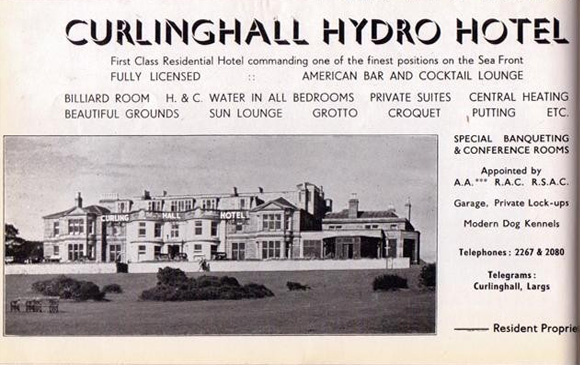 CURLINGHALL HYDRO HOTEL
First Class Residential Hotel commanding one of the finest positions on the Sea Front
FULLY LICENSED :: AMERICAN BAR AND COCKTAIL LOUNGE
BILLIARD ROOM H. & C. WATER IN ALL BEDROOMS PRIVATE SUITES CENTRAL HEATING
BEAUTIFUL GROUNDS SUN LOUNGE GROTTO CROQUET PUTTING ETC.
CURLING HALL HOTEL
SPECIAL BANQUETING
& CONFERENCE ROOMS
Appointed by
A.A.*** R.A.C. R.S.A.C.
Garage, Private Lock-ups
Modern Dog Kennels
Telephones : 2267 & 2080
Telegrams :
Curlinghall, Largs
Resident Proprie